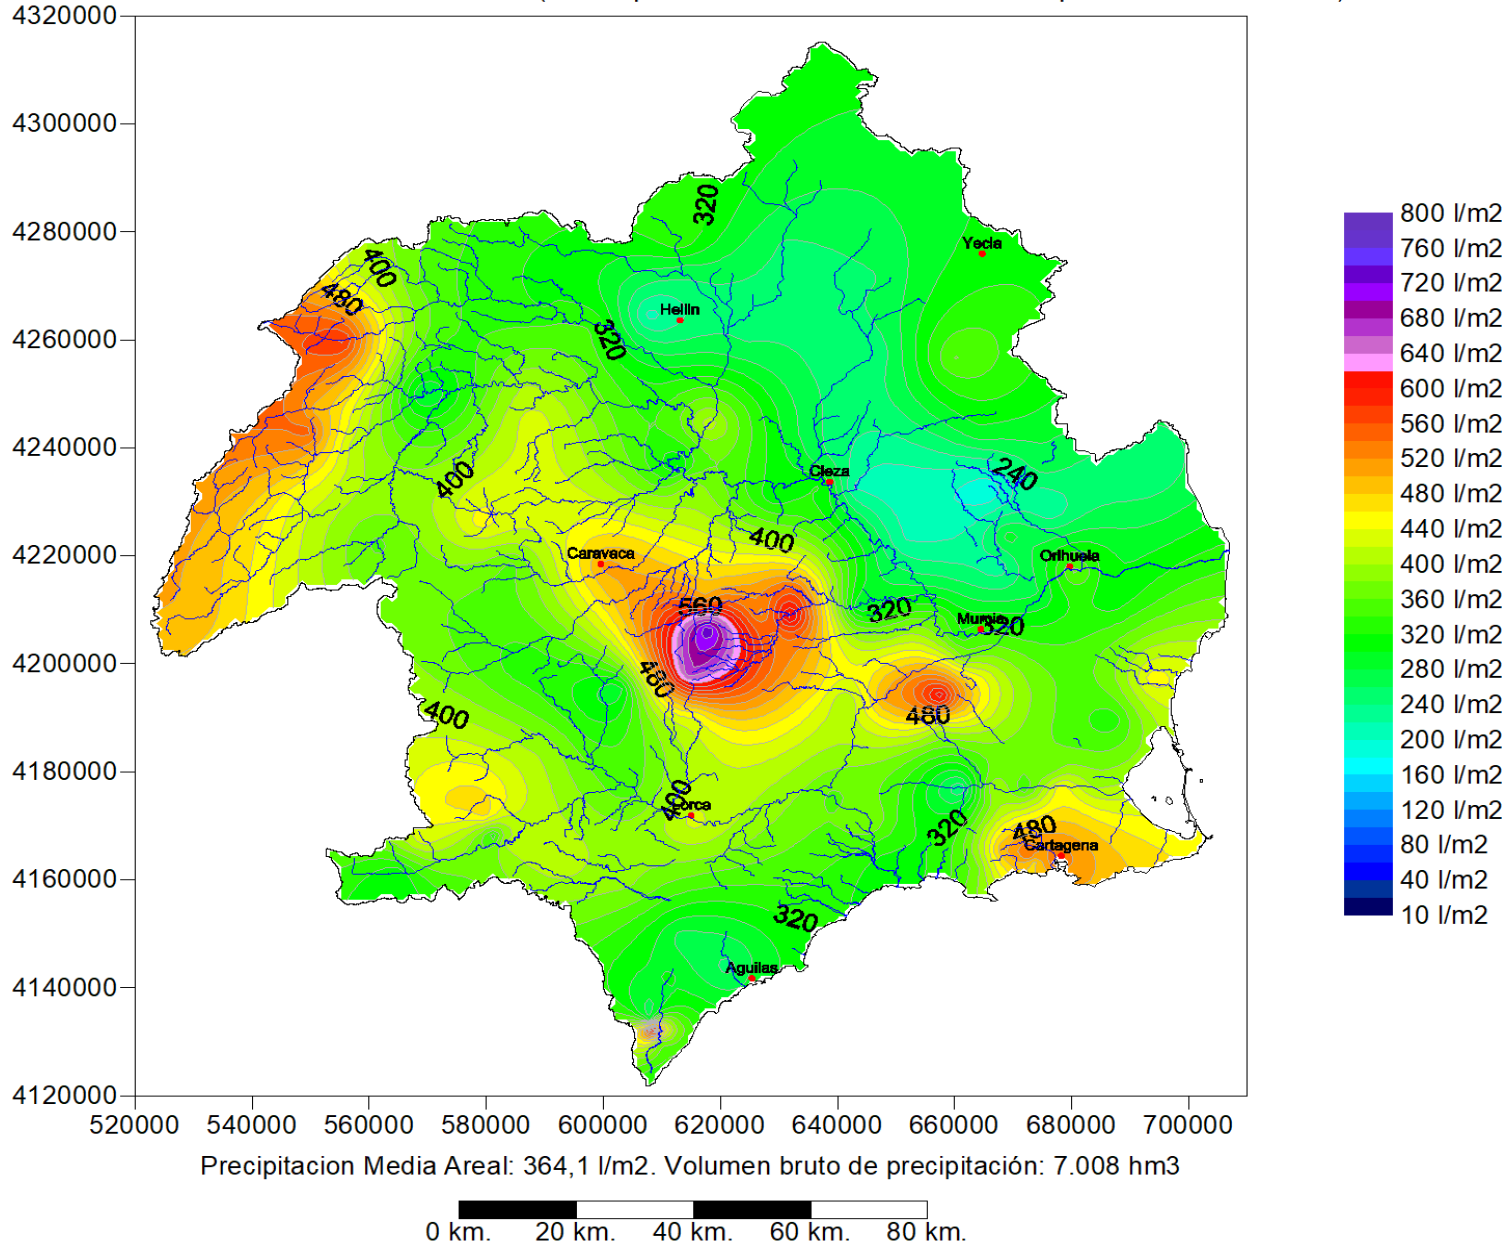 4320000
4300000
4280000
4260000
4240000
4220000
4200000
4180000
4160000
4140000
4120000
520000 540000 560000 580000 600000 620000 640000 660000 680000 700000
320
Yecla
400
480
Hellin
320
Cieza
240
400
400
Caravaca
Orihuela
560
320
Murcia
320
480
400
480
400
Lorca
320
480
Cartagena
320
Aguilas
800 l/m2
760 l/m2
720 l/m2
680 l/m2
640 l/m2
600 l/m2
560 l/m2
520 l/m2
480 l/m2
440 l/m2
400 l/m2
360 l/m2
320 l/m2
280 l/m2
240 l/m2
200 l/m2
160 l/m2
120 l/m2
80 l/m2
40 l/m2
10 l/m2
Precipitacion Media Areal: 364,1 l/m2. Volumen bruto de precipitación: 7.008 hm3
0 km. 20 km. 40 km. 60 km. 80 km.